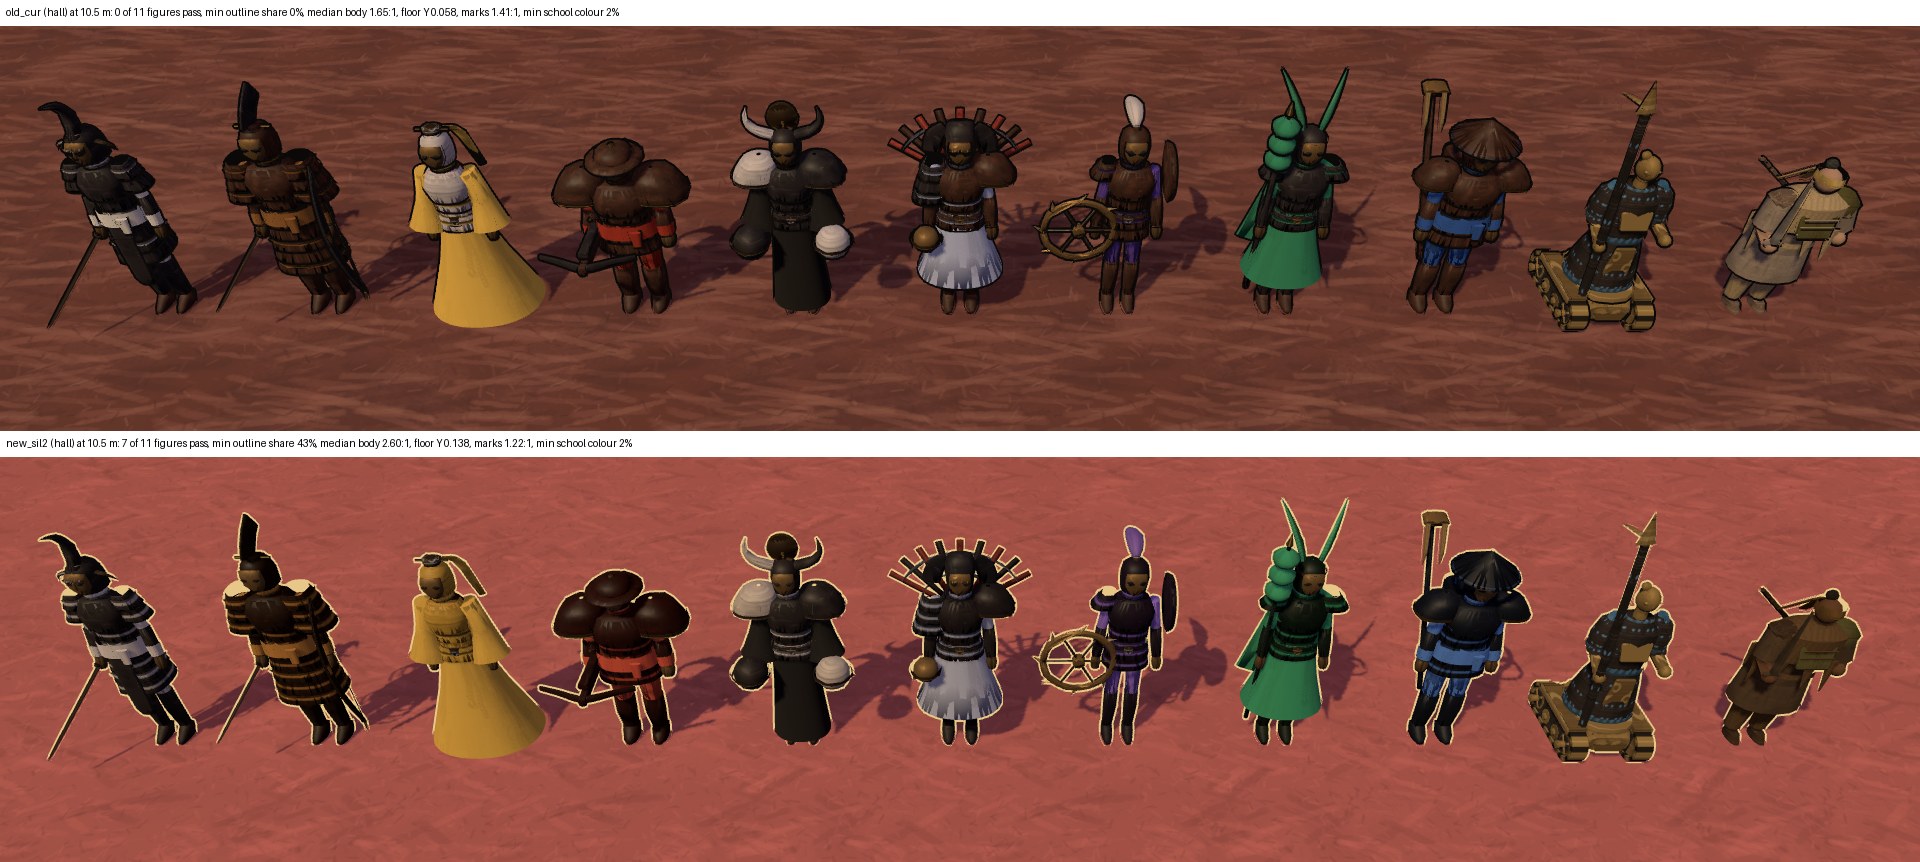 old_cur (hall) at 10.5 m: 0 of 11 figures pass, min outline share 0%, median body 1.65:1, floor Y 0.058, marks 1.41:1, min school colour 2%
new_sil2 (hall) at 10.5 m: 7 of 11 figures pass, min outline share 43%, median body 2.60:1, floor Y 0.138, marks 1.22:1, min school colour 2%